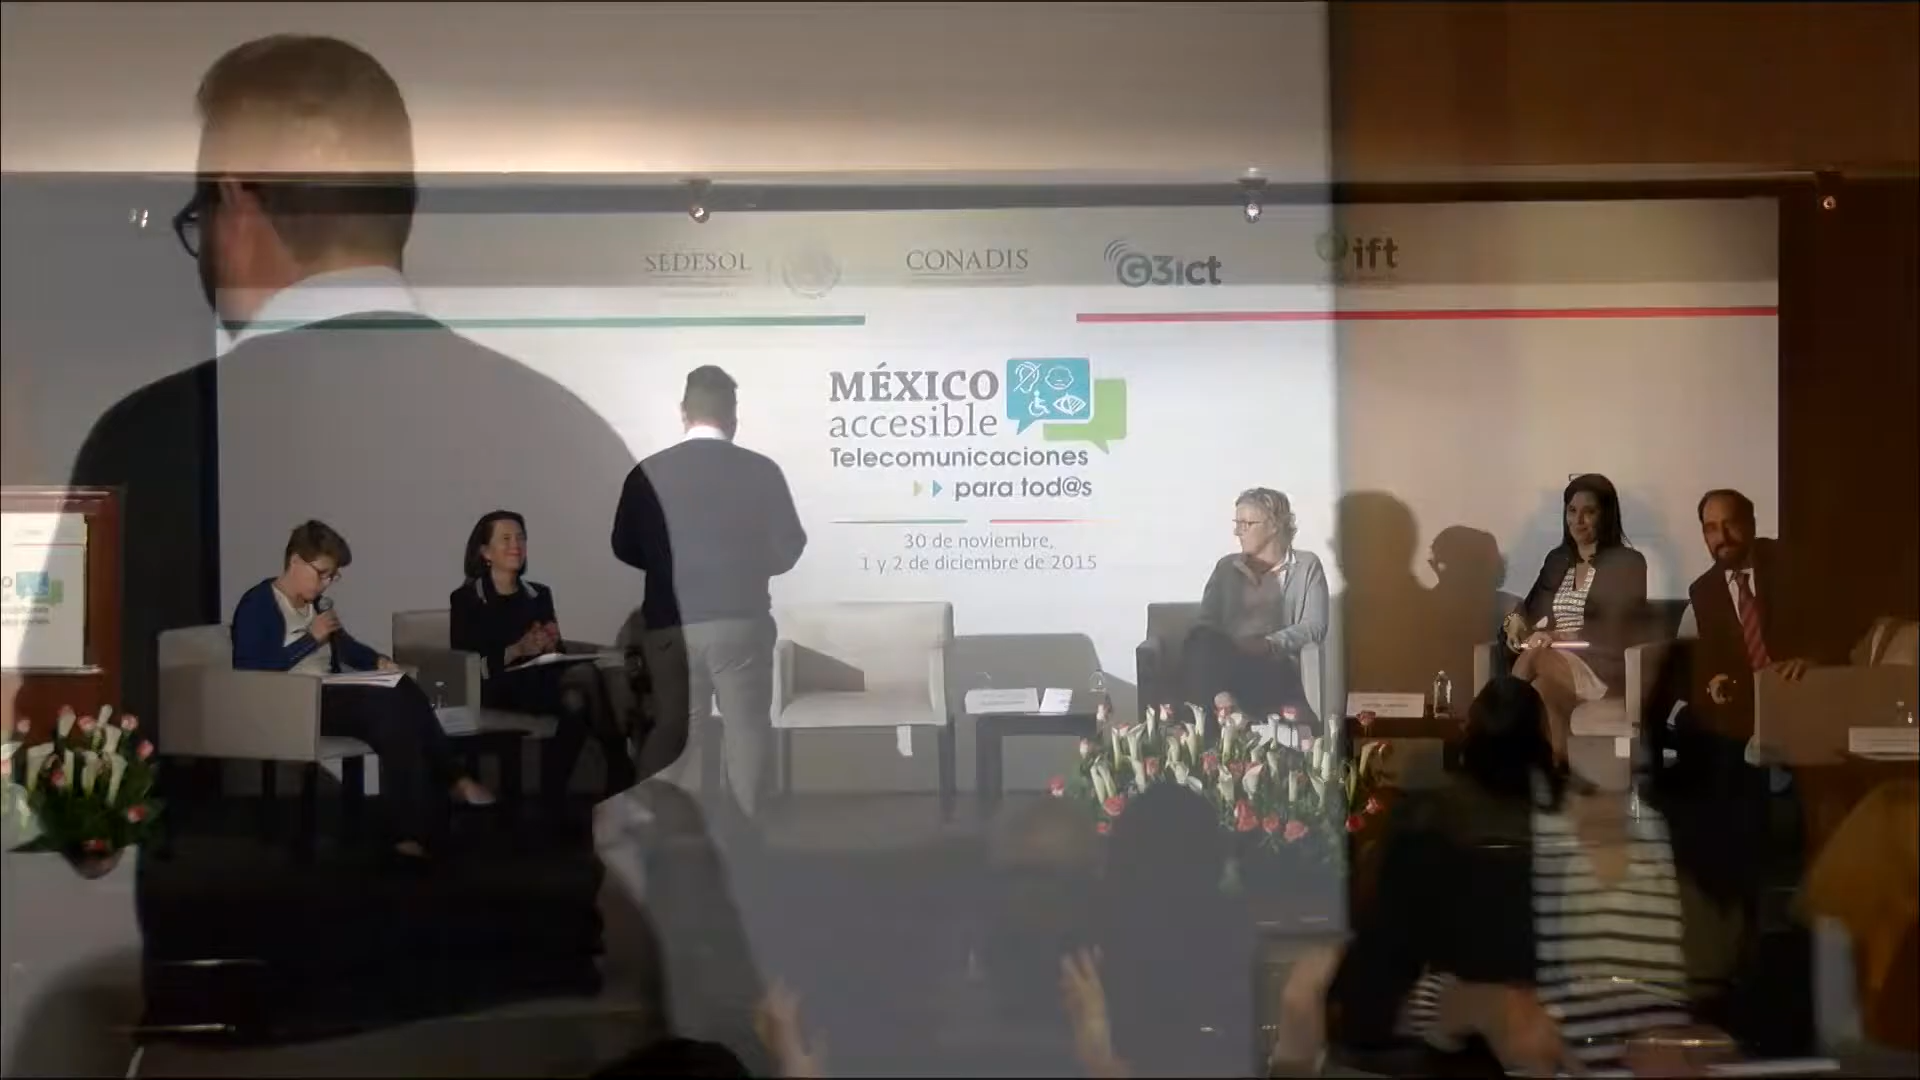 SEDESOL
CONADIS
G3ict
ift
MÉXICO
accesible
Telecomunicaciones
para tod@s
30 de noviembre,
1 y 2 de diciembre de 2015